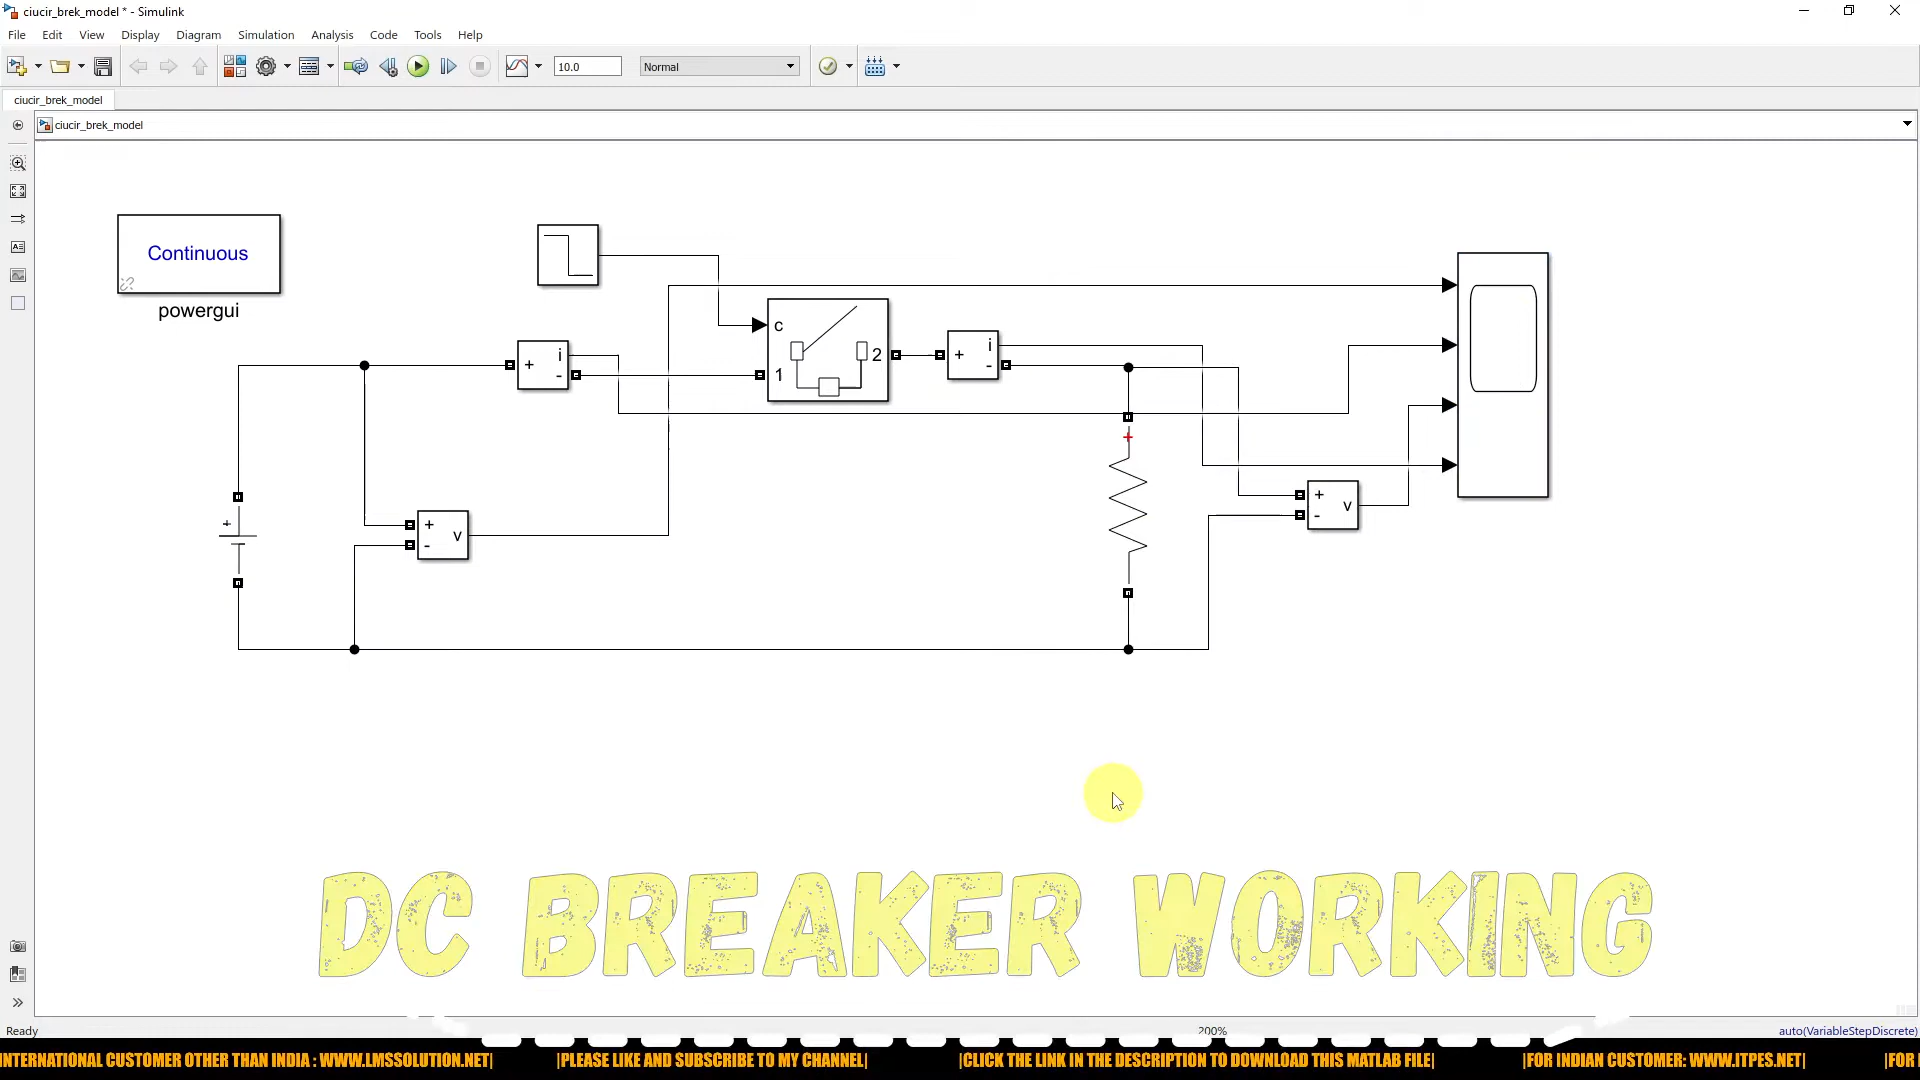 ciucir_brek_model * - Simulink
File Edit View Display Diagram Simulation Analysis Code Tools Help
10.0 Normal
ciucir_brek_model
ciucir_brek_model
Continuous
powergui
c
1
2
+ i
-
+ i
-
+ v
-
+
+
+ v
-
DC BREAKER WORKING
Ready 200% auto(VariableStepDiscrete)
INTERNATIONAL CUSTOMER OTHER THAN INDIA : WWW.LMSSOLUTION.NET| |PLEASE LIKE AND SUBSCRIBE TO MY CHANNEL| |CLICK THE LINK IN THE DESCRIPTION TO DOWNLOAD THIS MATLAB FILE| |FOR INDIAN CUSTOMER: WWW.ITPES.NET| |FOR